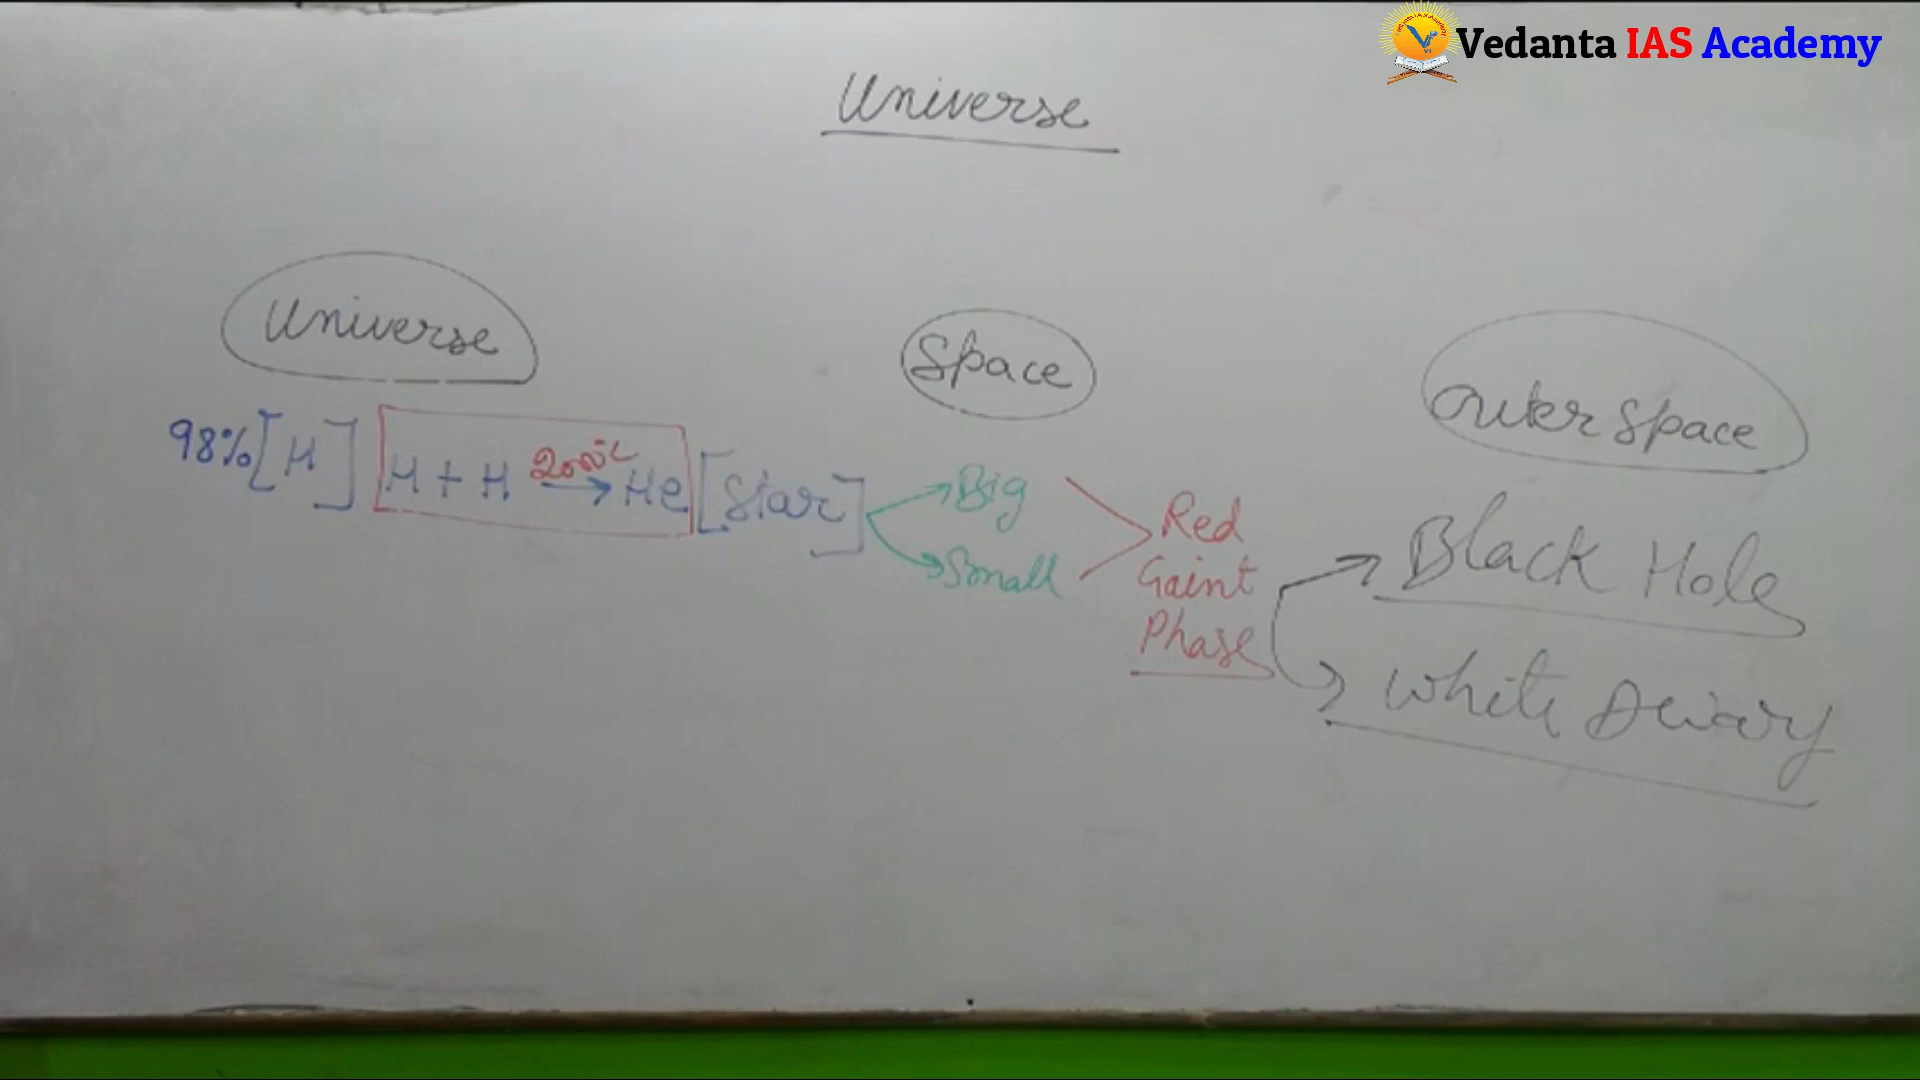 Vedanta IAS Academy
Universe
Universe
Space
outer space
98% [H]
H + H → He
[Star]
Big
Small
Red
Gaint
Phase
Black Hole
White